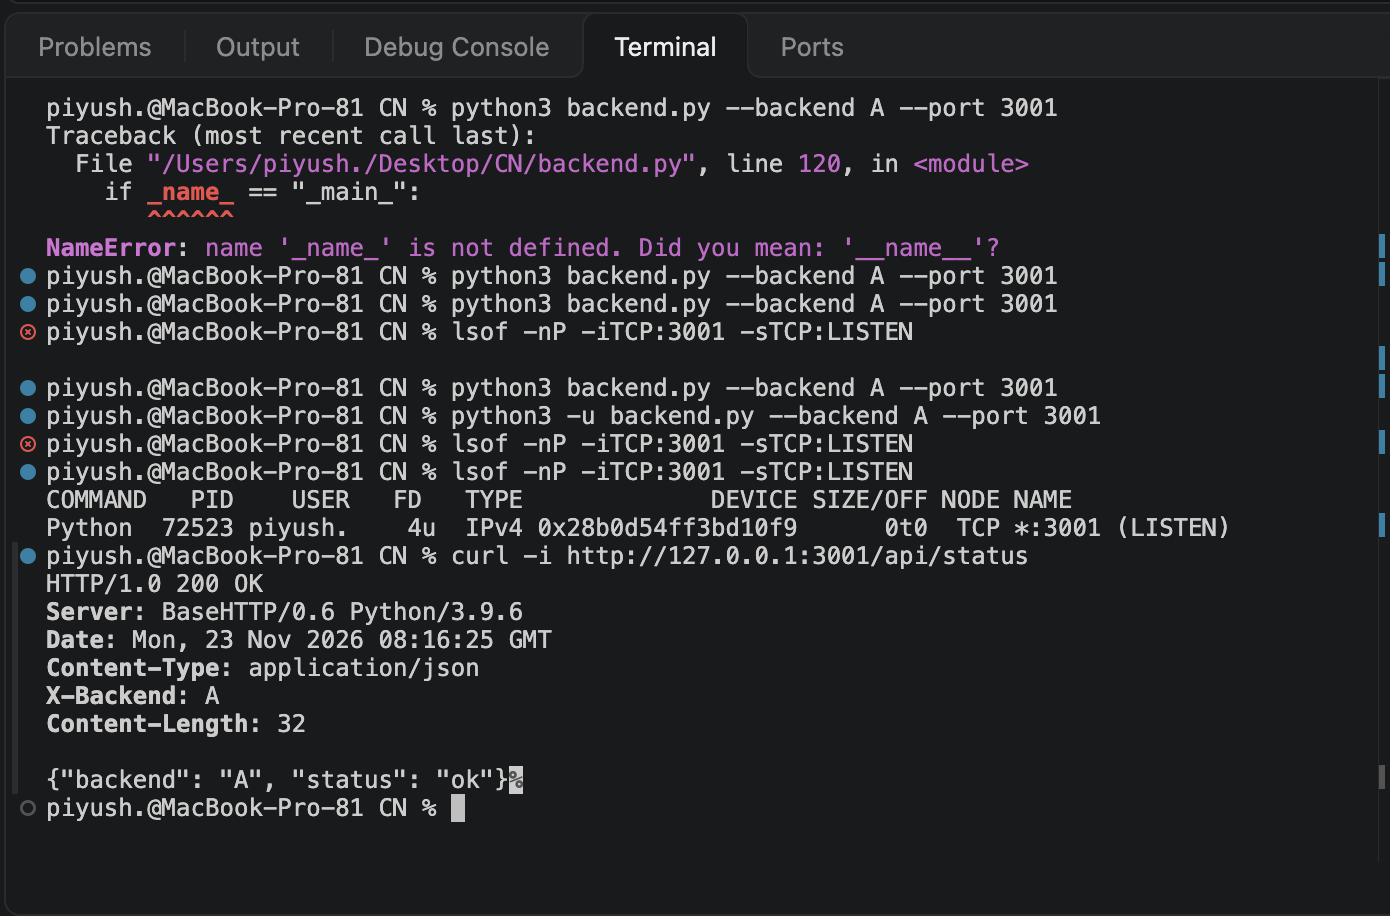 Problems Output Debug Console Terminal Ports
piyush.@MacBook-Pro-81 CN % python3 backend.py --backend A --port 3001
Traceback (most recent call last):
  File "/Users/piyush./Desktop/CN/backend.py", line 120, in <module>
    if _name_ == "_main_":
       ^^^^^^
NameError: name '_name_' is not defined. Did you mean: '__name__'?
piyush.@MacBook-Pro-81 CN % python3 backend.py --backend A --port 3001
piyush.@MacBook-Pro-81 CN % python3 backend.py --backend A --port 3001
piyush.@MacBook-Pro-81 CN % lsof -nP -iTCP:3001 -sTCP:LISTEN
piyush.@MacBook-Pro-81 CN % python3 backend.py --backend A --port 3001
piyush.@MacBook-Pro-81 CN % python3 -u backend.py --backend A --port 3001
piyush.@MacBook-Pro-81 CN % lsof -nP -iTCP:3001 -sTCP:LISTEN
piyush.@MacBook-Pro-81 CN % lsof -nP -iTCP:3001 -sTCP:LISTEN
COMMAND   PID    USER   FD   TYPE             DEVICE SIZE/OFF NODE NAME
Python  72523 piyush.    4u  IPv4 0x28b0d54ff3bd10f9      0t0  TCP *:3001 (LISTEN)
piyush.@MacBook-Pro-81 CN % curl -i http://127.0.0.1:3001/api/status
HTTP/1.0 200 OK
Server: BaseHTTP/0.6 Python/3.9.6
Date: Mon, 23 Nov 2026 08:16:25 GMT
Content-Type: application/json
X-Backend: A
Content-Length: 32
{"backend": "A", "status": "ok"}%
piyush.@MacBook-Pro-81 CN %